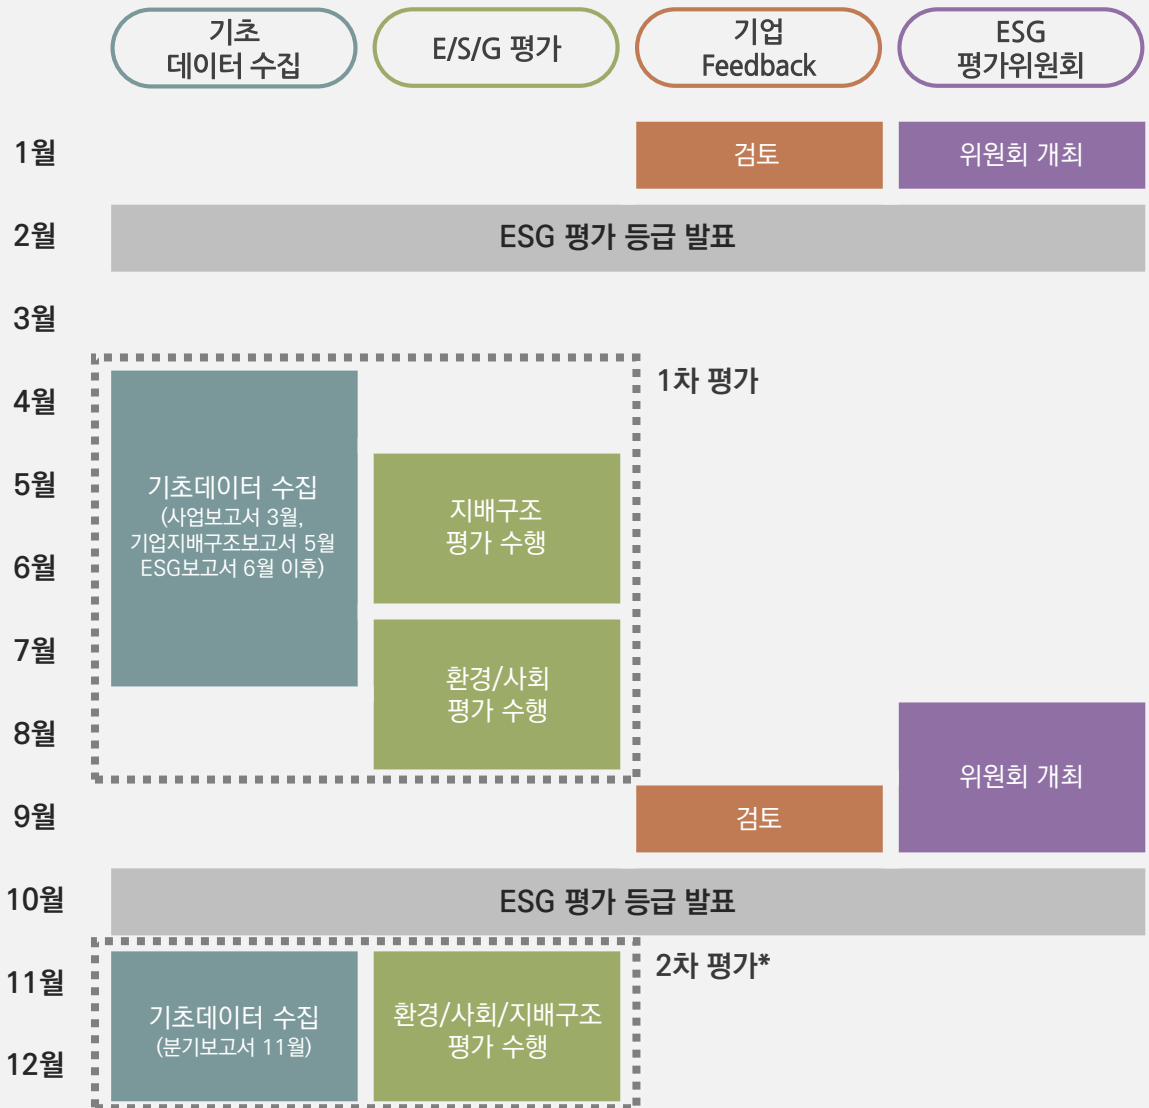 기초
데이터 수집
E/S/G 평가
기업
Feedback
ESG
평가위원회
1월
검토
위원회 개최
2월
ESG 평가 등급 발표
3월
1차 평가
4월
5월
기초데이터 수집
(사업보고서 3월,
기업지배구조보고서 5월
ESG보고서 6월 이후)
지배구조
평가 수행
6월
7월
환경/사회
평가 수행
8월
위원회 개최
9월
검토
10월
ESG 평가 등급 발표
2차 평가*
11월
기초데이터 수집
(분기보고서 11월)
환경/사회/지배구조
평가 수행
12월